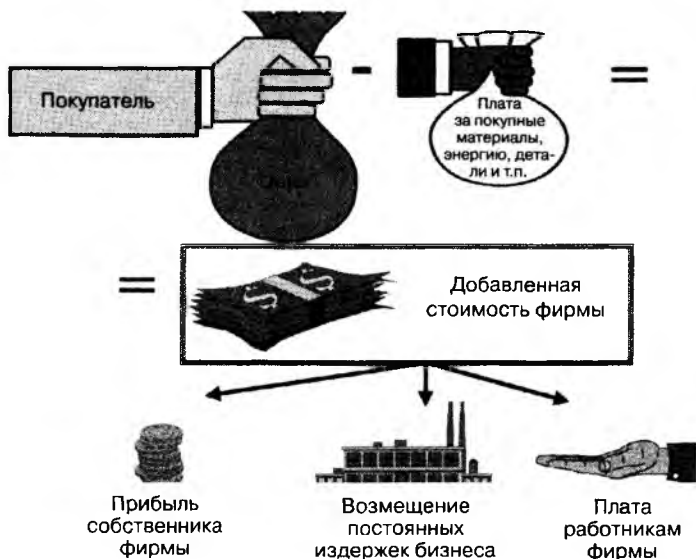 Покупатель
-
=
Плата
за покупные
материалы,
энергию, дета-
ли и т.п.
=
Добавленная
стоимость фирмы
Прибыль
собственника
фирмы
Возмещение
постоянных
издержек бизнеса
Плата
работникам
фирмы